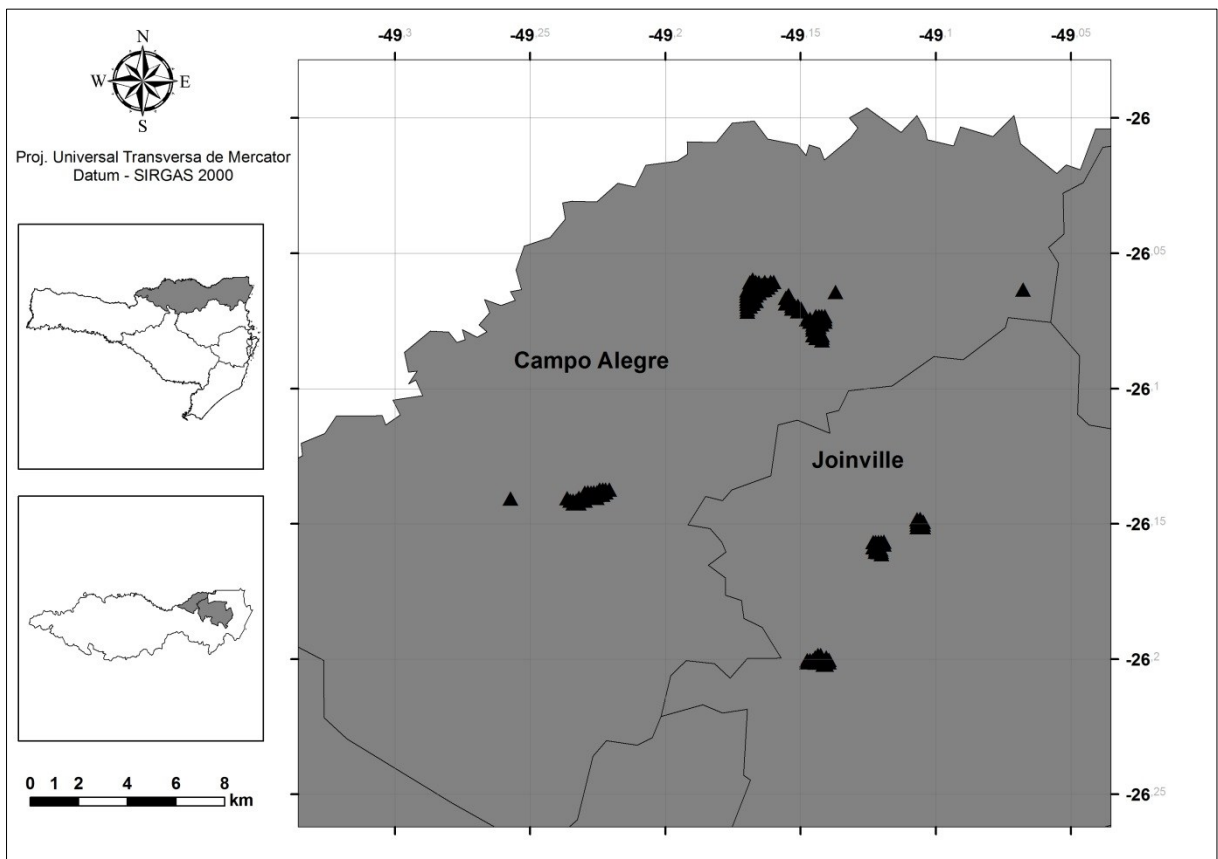 N
W E
S
Proj. Universal Transversa de Mercator
Datum - SIRGAS 2000
0 1 2 4 6 8
km
-49.3 -49.25 -49.2 -49.15 -49.1 -49.05
-26
-26.05
-26.1
-26.15
-26.2
-26.25
Campo Alegre
Joinville